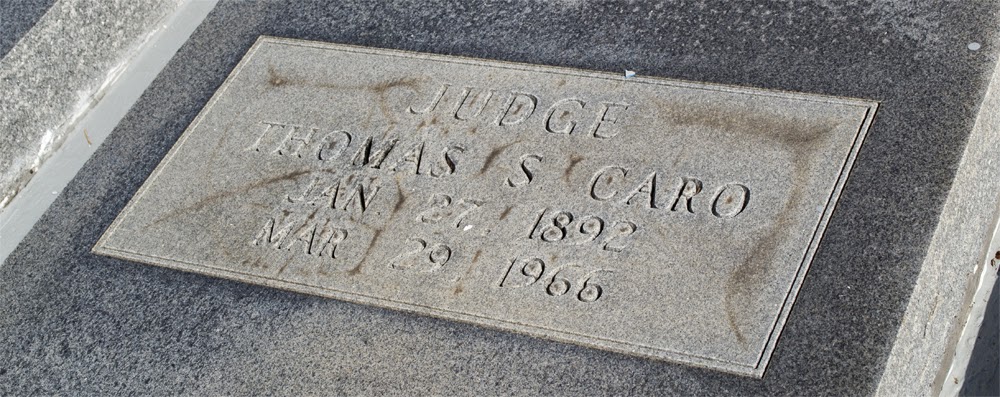 JUDGE
THOMAS S. CARO
JAN. 27. 1892
MAR 29 1966